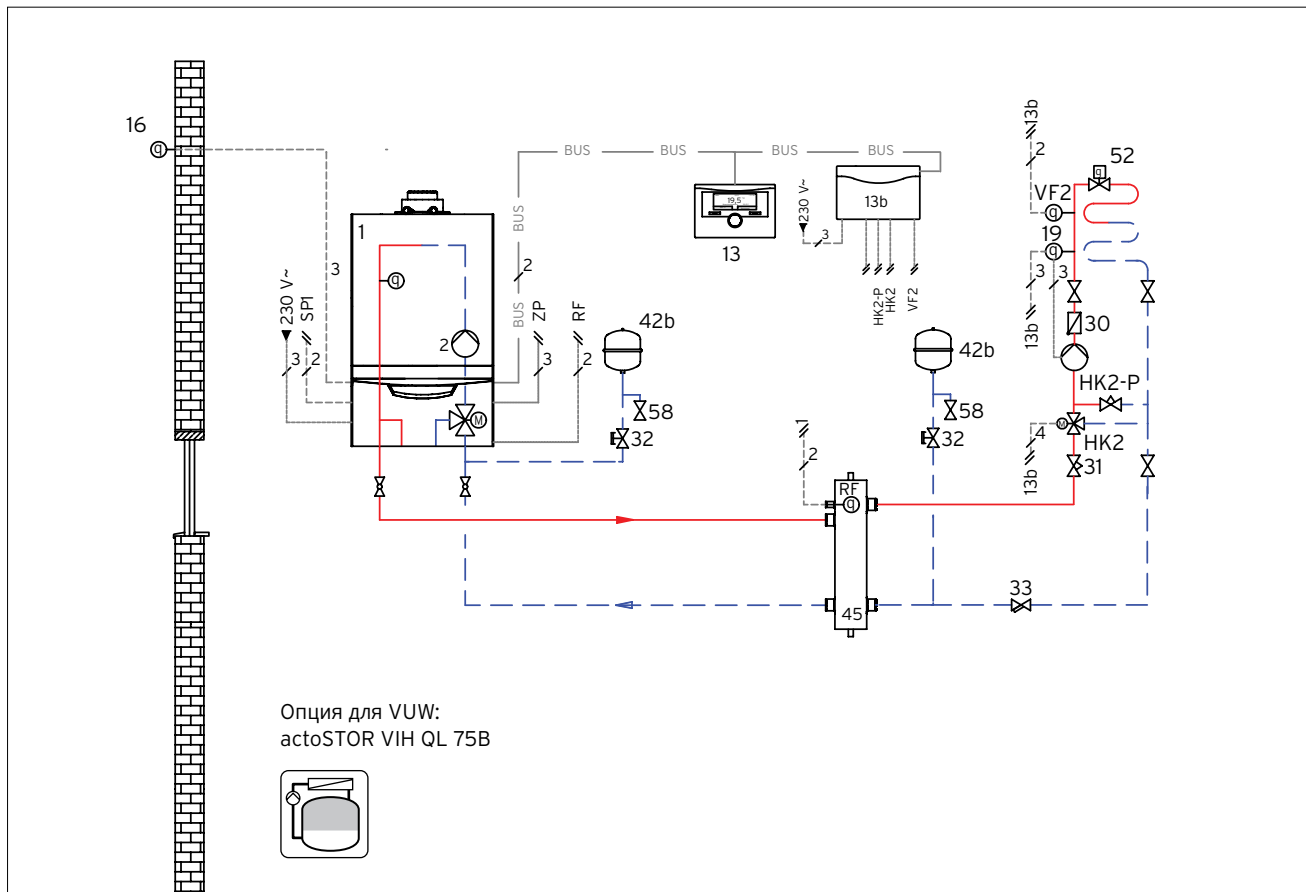 16
1
2
3
230 V~
3
SP1
2
BUS
BUS
BUS
BUS
BUS
BUS
2
ZP
3
RF
2
M
q
q
42b
58
32
19,5
13
230 V~
3
13b
HK2-P
HK2
VF2
42b
58
32
13b
2
VF2
q
19
q
3
13b
3
52
q
30
HK2-P
M
HK2
4
13b
31
1
2
RF
q
45
33
Опция для VUW:
actoSTOR VIH QL 75B